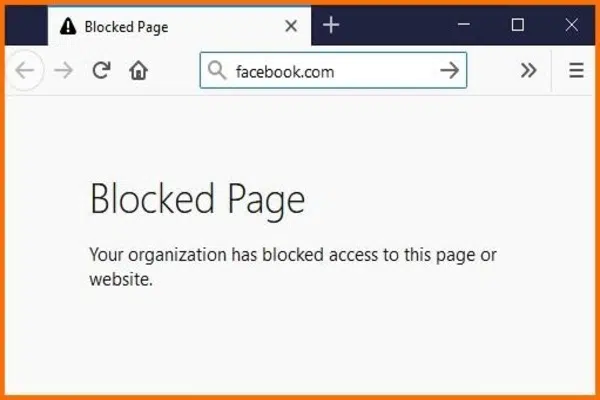 Blocked Page
facebook.com
Blocked Page
Your organization has blocked access to this page or
website.